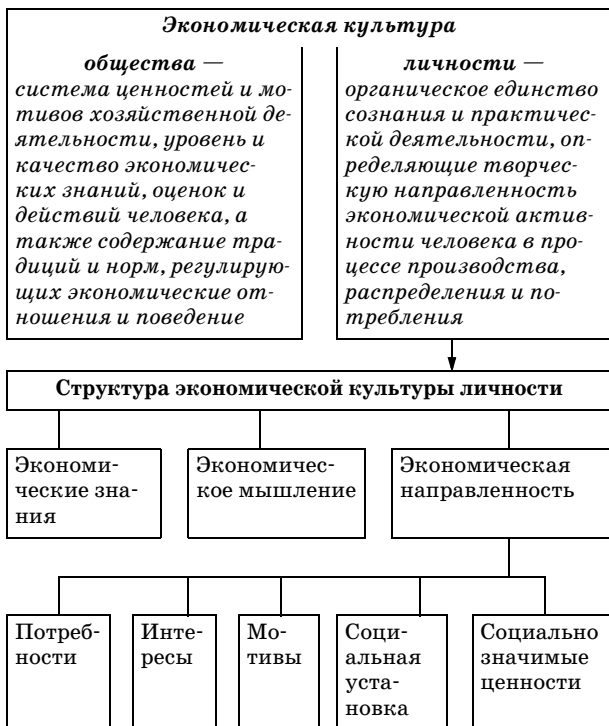 Экономическая культура
общества —
система ценностей и мо-
тивов хозяйственной де-
ятельности, уровень и
качество экономичес-
ких знаний, оценок и
действий человека, а
также содержание тра-
диций и норм, регулирую-
щих экономические от-
ношения и поведение
личности —
органическое единство
сознания и практичес-
кой деятельности, оп-
ределяющие творчес-
кую направленность
экономической актив-
ности человека в про-
цессе производства,
распределения и по-
требления
Структура экономической культуры личности
Экономи-
ческие зна-
ния
Экономичес-
кое мышление
Экономическая
направленность
Потреб-
ности
Инте-
ресы
Мо-
тивы
Соци-
альная
уста-
новка
Социально
значимые
ценности